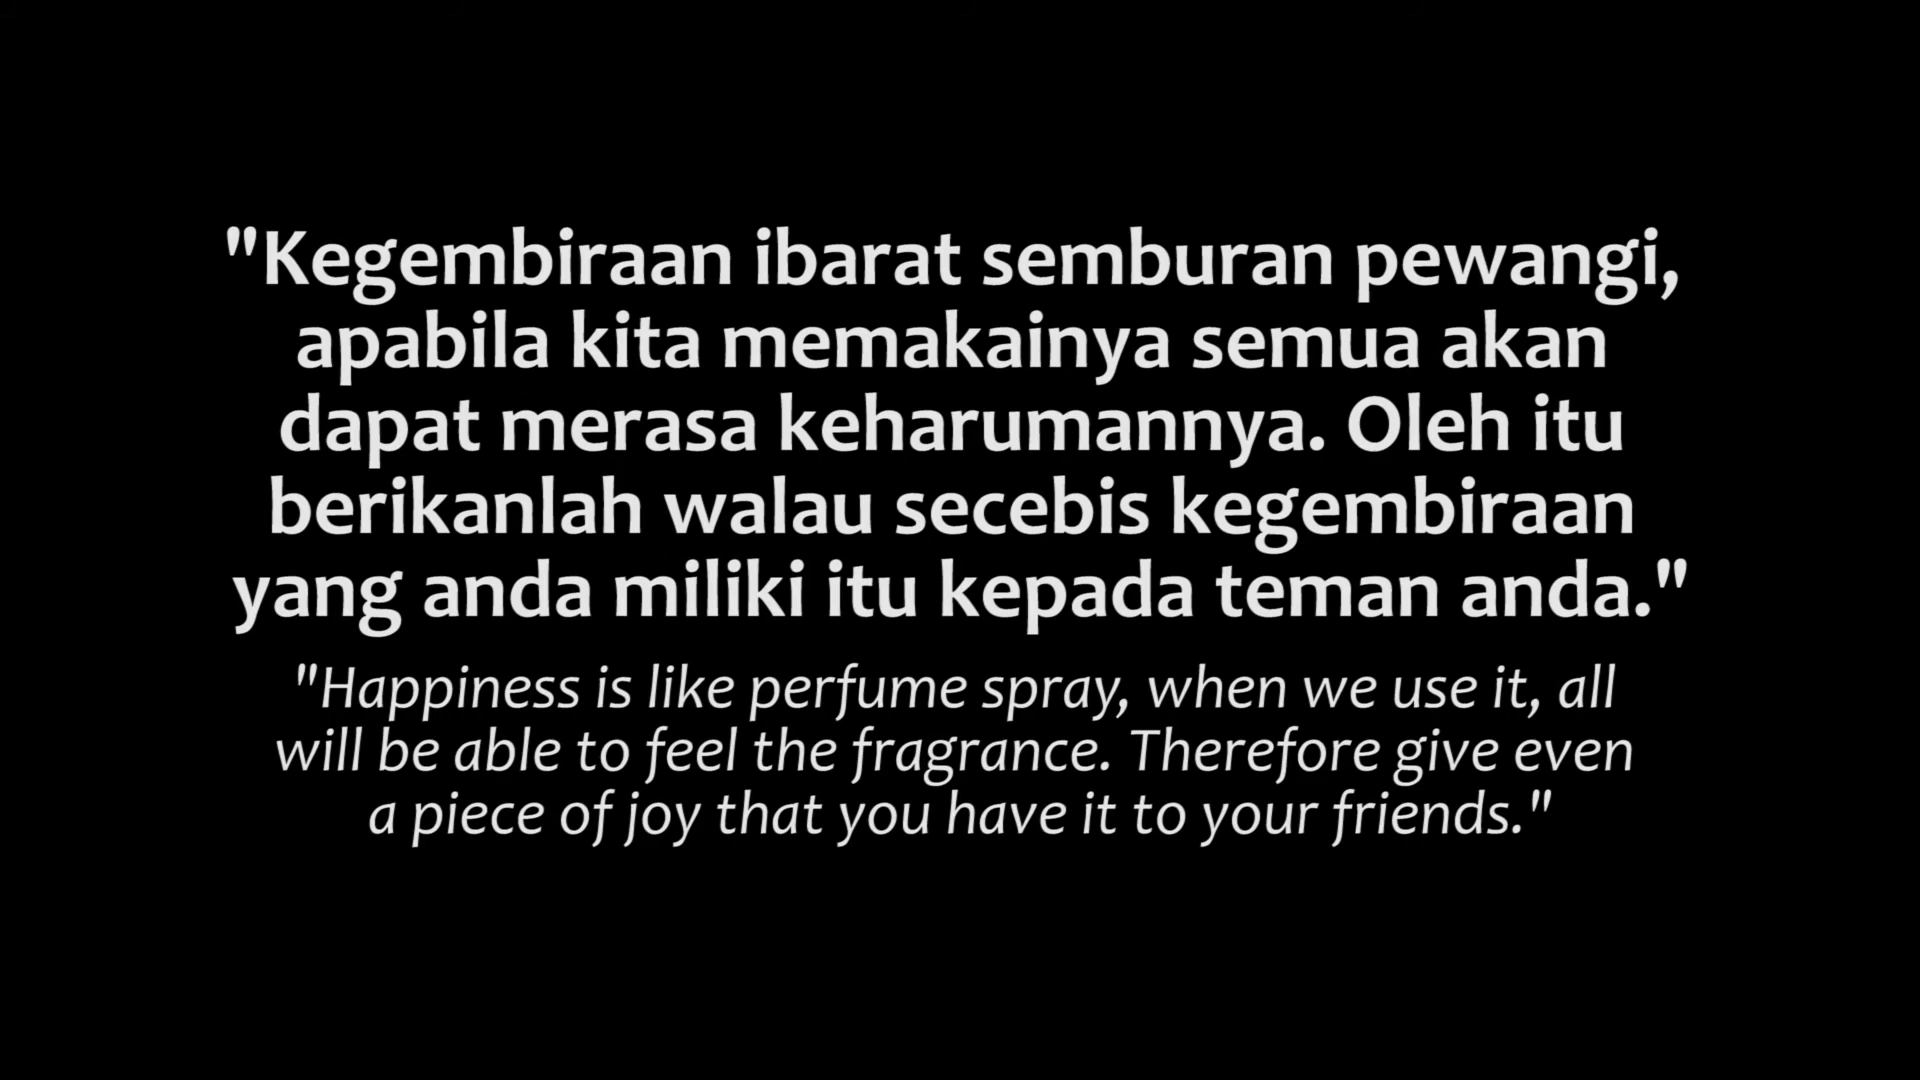 "Kegembiraan ibarat semburan pewangi,
apabila kita memakainya semua akan
dapat merasa keharumannya. Oleh itu
berikanlah walau secebis kegembiraan
yang anda miliki itu kepada teman anda."
"Happiness is like perfume spray, when we use it, all
will be able to feel the fragrance. Therefore give even
a piece of joy that you have it to your friends."